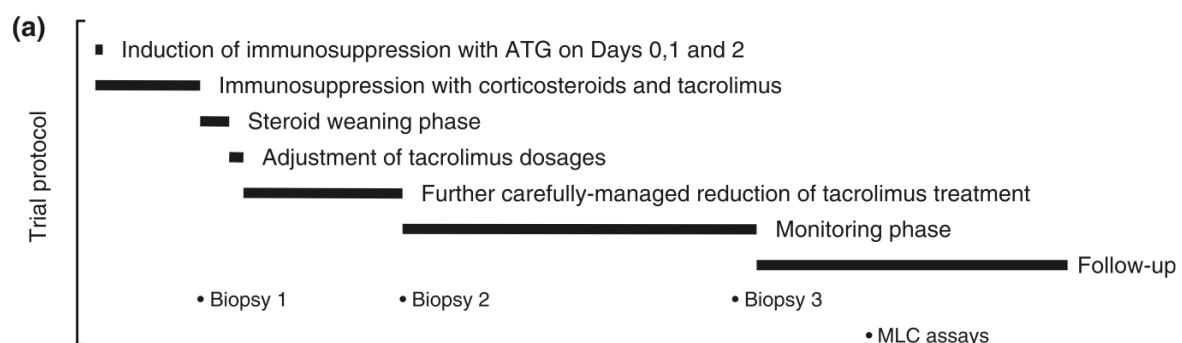 (a)
Trial protocol
Induction of immunosuppression with ATG on Days 0,1 and 2
Immunosuppression with corticosteroids and tacrolimus
Steroid weaning phase
Adjustment of tacrolimus dosages
Further carefully-managed reduction of tacrolimus treatment
Monitoring phase
Follow-up
• Biopsy 1 • Biopsy 2 • Biopsy 3
• MLC assays